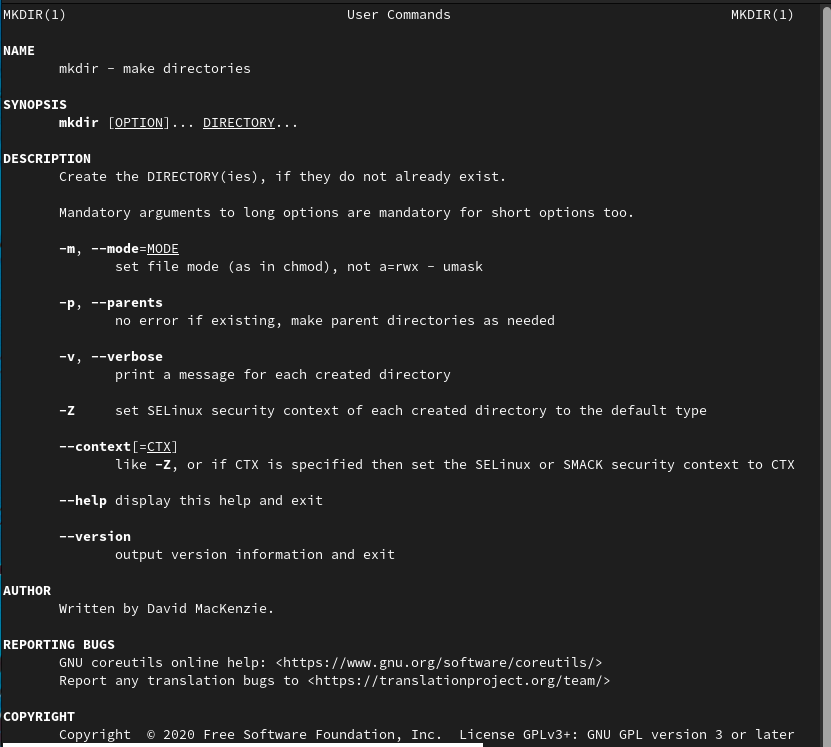 MKDIR(1) User Commands MKDIR(1)
NAME
mkdir - make directories
SYNOPSIS
mkdir [OPTION]... DIRECTORY...
DESCRIPTION
Create the DIRECTORY(ies), if they do not already exist.
Mandatory arguments to long options are mandatory for short options too.
-m, --mode=MODE
set file mode (as in chmod), not a=rwx - umask
-p, --parents
no error if existing, make parent directories as needed
-v, --verbose
print a message for each created directory
-Z set SELinux security context of each created directory to the default type
--context[=CTX]
like -Z, or if CTX is specified then set the SELinux or SMACK security context to CTX
--help display this help and exit
--version
output version information and exit
AUTHOR
Written by David MacKenzie.
REPORTING BUGS
GNU coreutils online help: <https://www.gnu.org/software/coreutils/>
Report any translation bugs to <https://translationproject.org/team/>
COPYRIGHT
Copyright © 2020 Free Software Foundation, Inc. License GPLv3+: GNU GPL version 3 or later